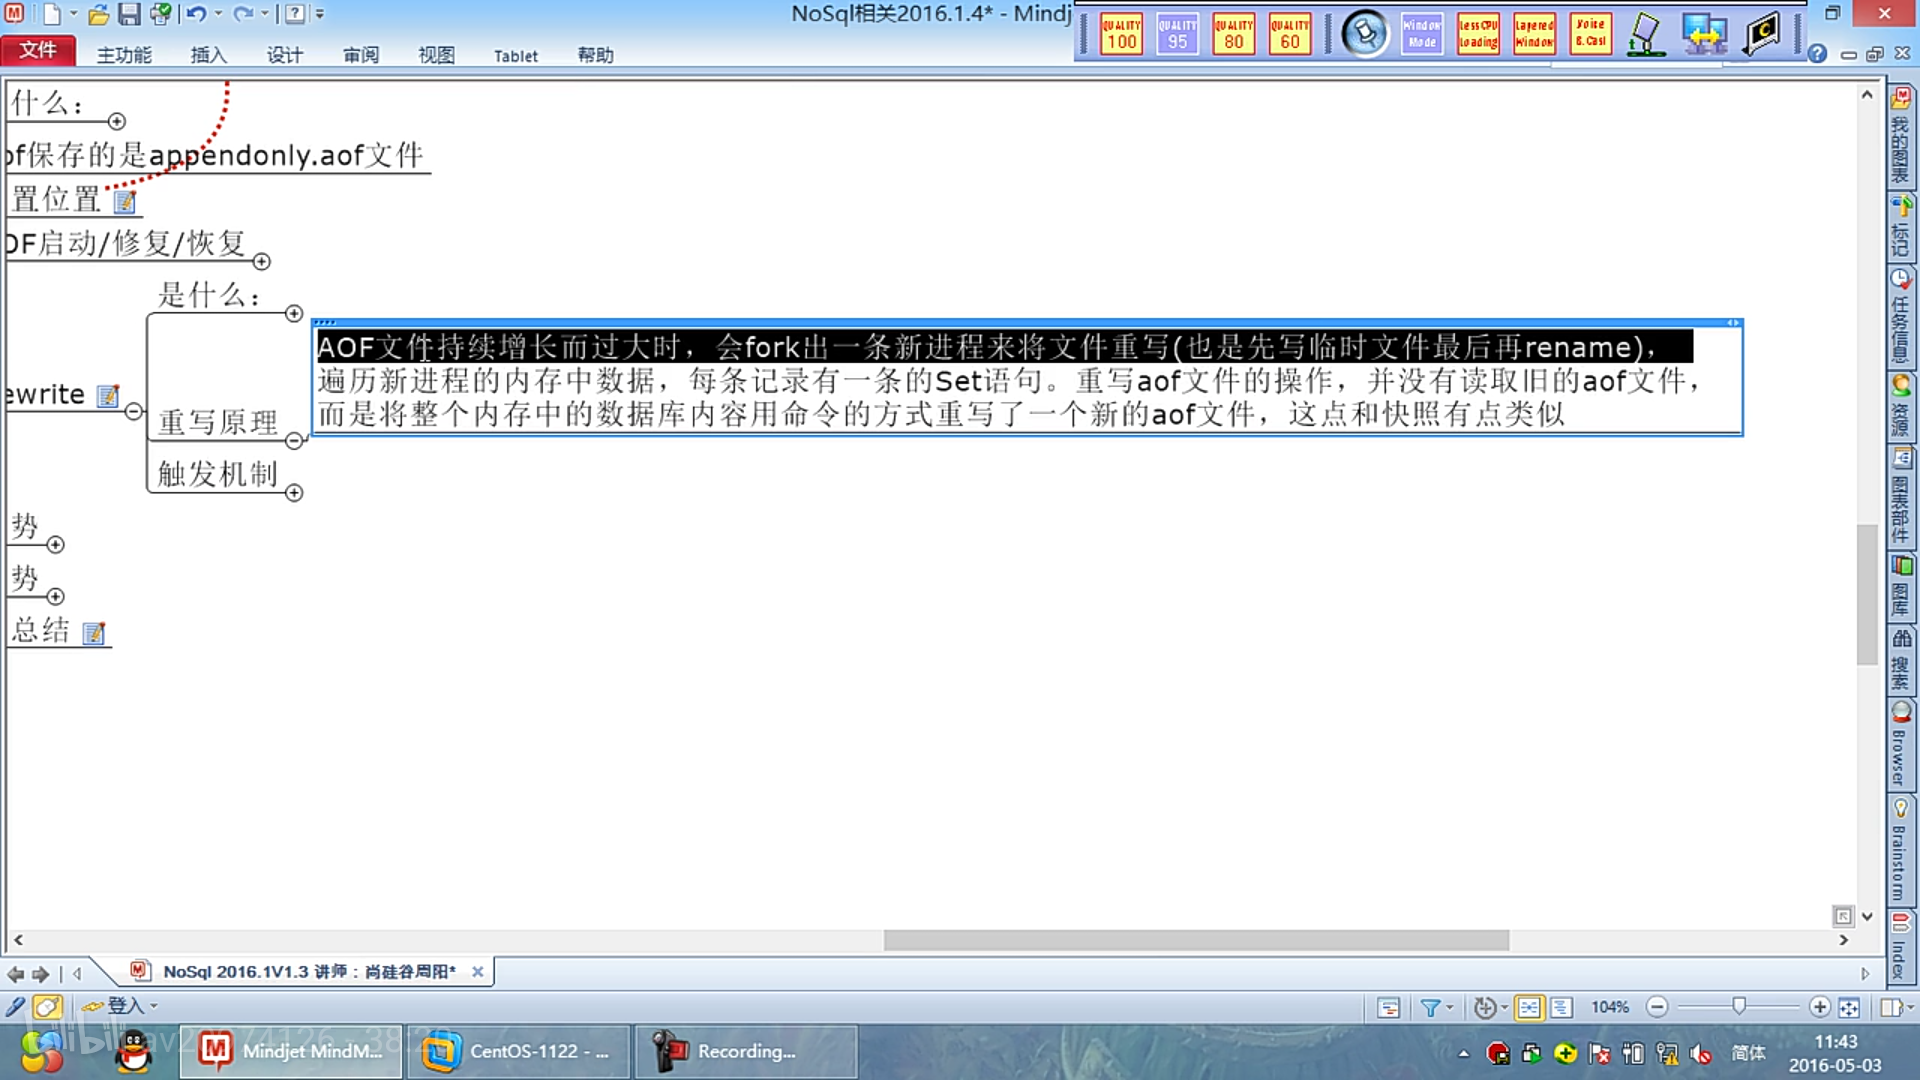 NoSql相关2016.1.4* - Mindj
QUALITY 100
QUALITY 95
QUALITY 80
QUALITY 60
Window Mode
Less CPU Loading
Layered Window
文件
主功能
插入
设计
审阅
视图
Tablet
帮助
什么：
of保存的是appendonly.aof文件
置位置
OF启动/修复/恢复
是什么：
AOF文件持续增长而过大时，会fork出一条新进程来将文件重写(也是先写临时文件最后再rename)，
遍历新进程的内存中数据，每条记录有一条的Set语句。重写aof文件的操作，并没有读取旧的aof文件，
而是将整个内存中的数据库内容用命令的方式重写了一个新的aof文件，这点和快照有点类似
ewrite
重写原理
触发机制
势
势
总结
我的图表
标记
任务信息
资源
图表部件
图库
搜索
Browser
Brainstorm
Index
NoSql 2016.1V1.3 讲师：尚硅谷周阳*
登入
104%
Mindjet MindM...
CentOS-1122 - ...
Recording...
简体
11:43
2016-05-03